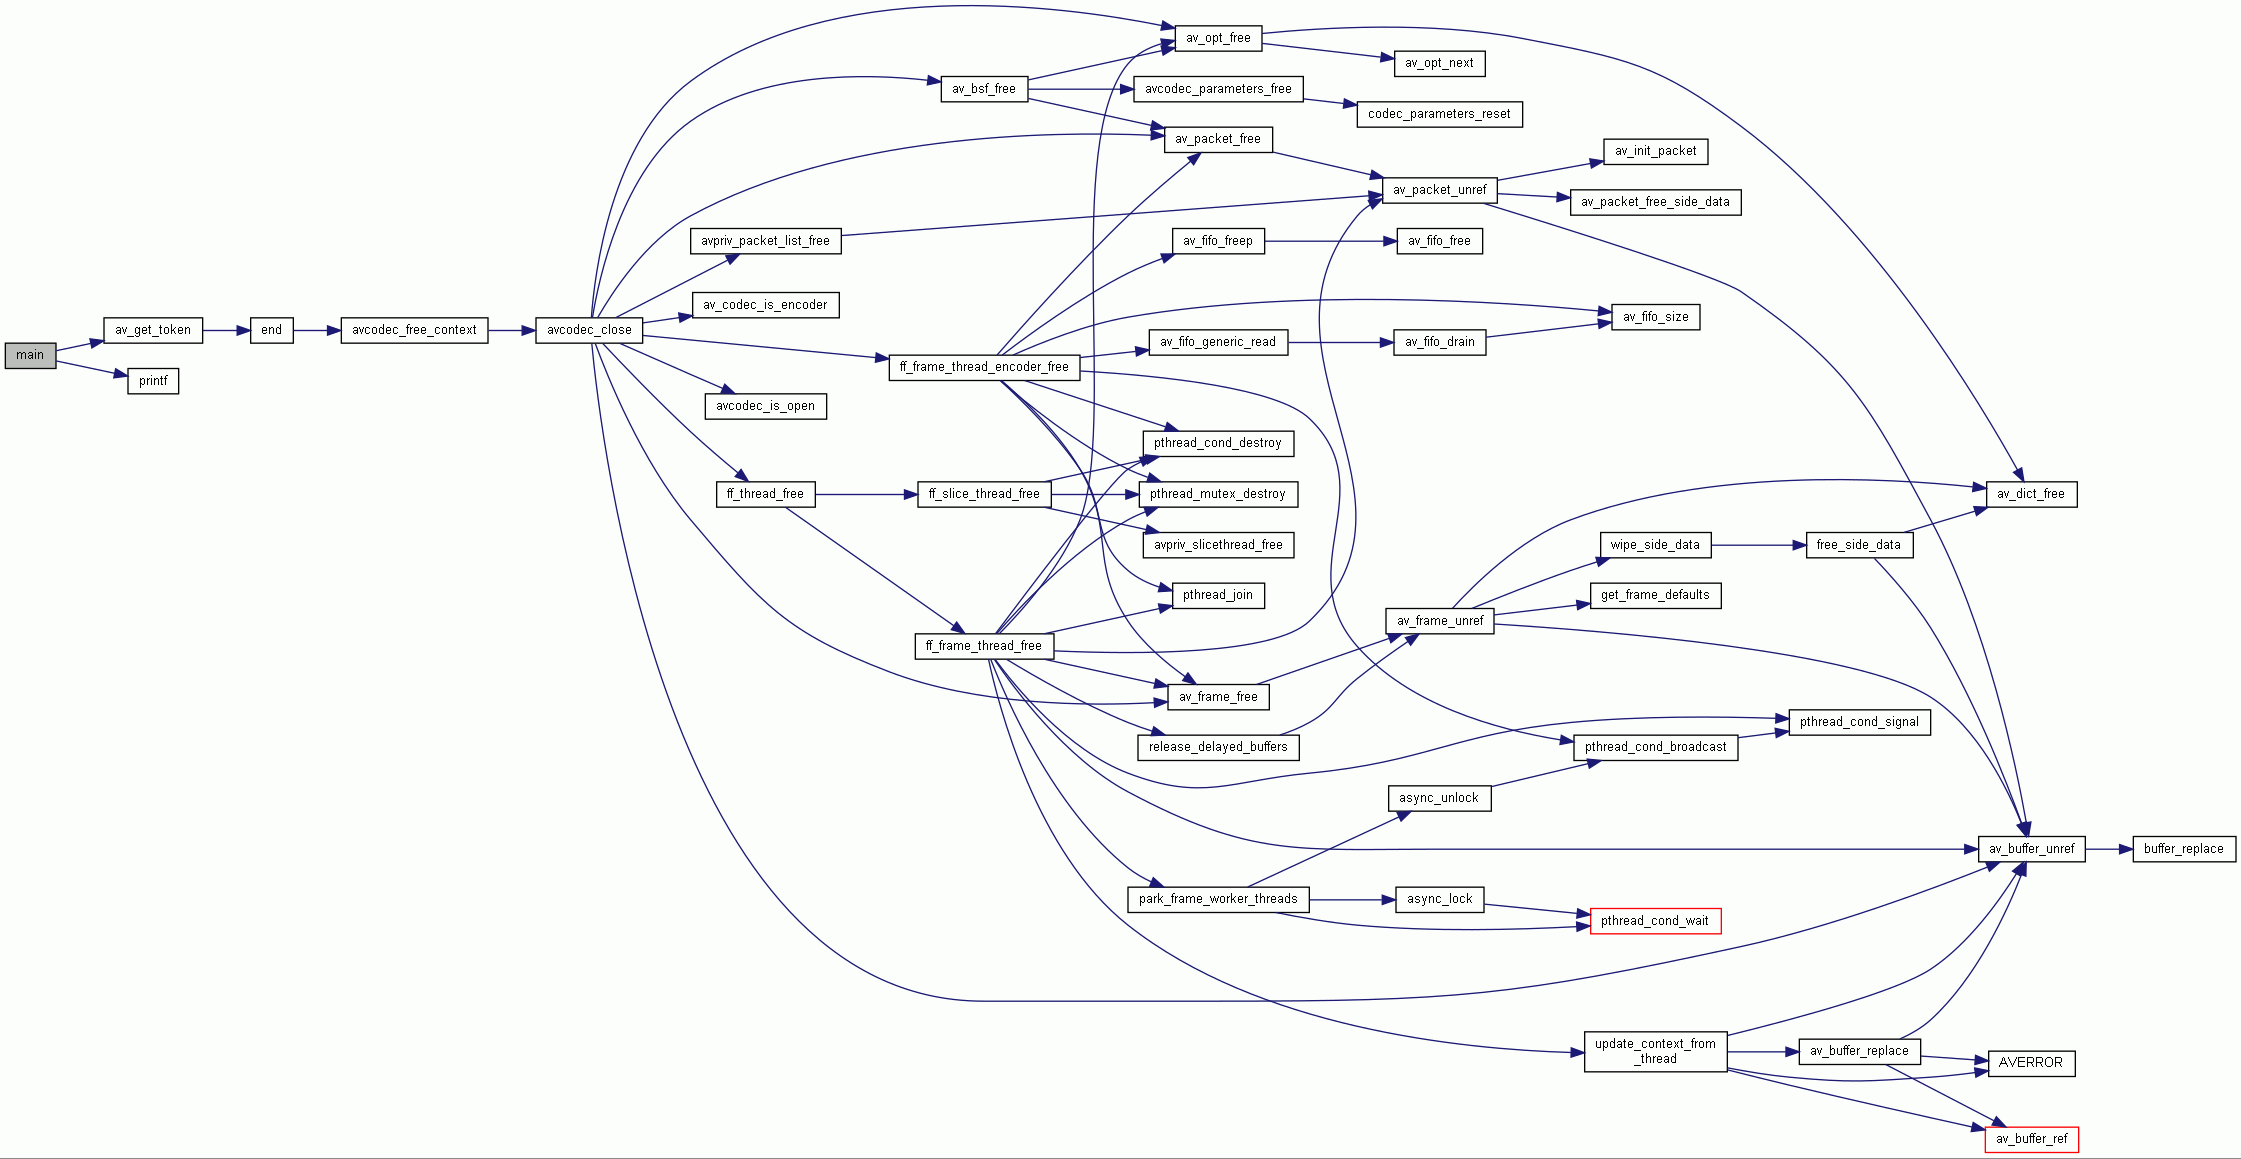 main
av_get_token
printf
end
avcodec_free_context
avcodec_close
avpriv_packet_list_free
av_codec_is_encoder
avcodec_is_open
ff_thread_free
av_bsf_free
ff_frame_thread_encoder_free
ff_slice_thread_free
ff_frame_thread_free
av_opt_free
avcodec_parameters_free
av_packet_free
av_fifo_freep
av_fifo_generic_read
pthread_cond_destroy
pthread_mutex_destroy
avpriv_slicethread_free
pthread_join
av_frame_free
release_delayed_buffers
park_frame_worker_threads
av_opt_next
codec_parameters_reset
av_packet_unref
av_fifo_free
av_fifo_drain
av_frame_unref
async_unlock
async_lock
av_init_packet
av_packet_free_side_data
av_fifo_size
wipe_side_data
get_frame_defaults
pthread_cond_broadcast
pthread_cond_wait
update_context_from
_thread
free_side_data
pthread_cond_signal
av_buffer_replace
av_dict_free
av_buffer_unref
AVERROR
av_buffer_ref
buffer_replace